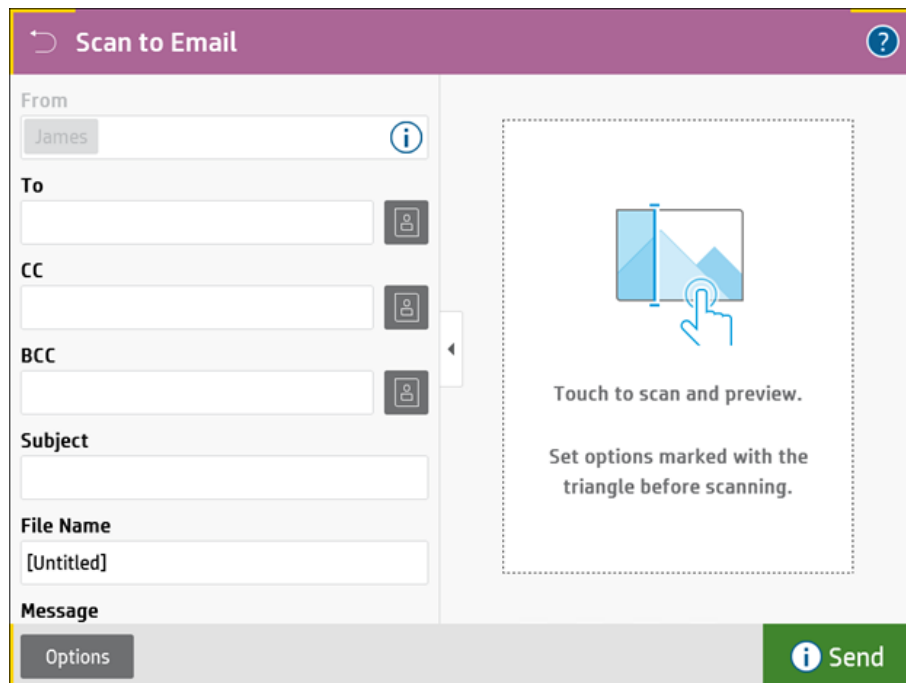 Scan to Email
?
From
James
i
To
CC
BCC
Subject
File Name
[Untitled]
Message
Touch to scan and preview.
Set options marked with the
triangle before scanning.
Options
i Send